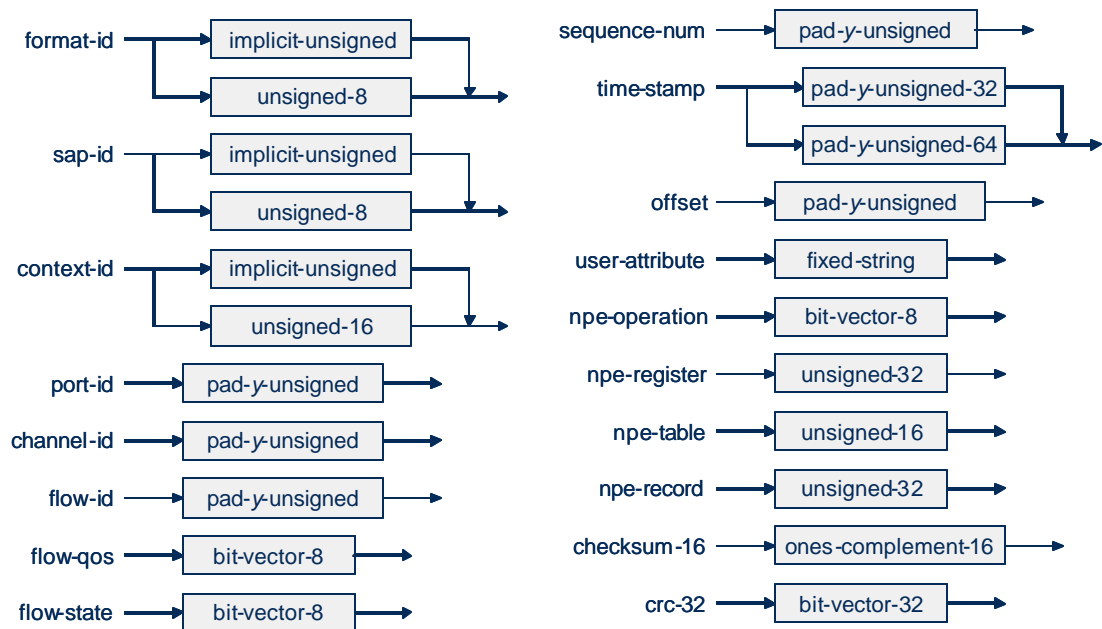 format-id
implicit-unsigned
unsigned-8
sap-id
implicit-unsigned
unsigned-8
context-id
implicit-unsigned
unsigned-16
port-id
pad-y-unsigned
channel-id
pad-y-unsigned
flow-id
pad-y-unsigned
flow-qos
bit-vector-8
flow-state
bit-vector-8
sequence-num
pad-y-unsigned
time-stamp
pad-y-unsigned-32
pad-y-unsigned-64
offset
pad-y-unsigned
user-attribute
fixed-string
npe-operation
bit-vector-8
npe-register
unsigned-32
npe-table
unsigned-16
npe-record
unsigned-32
checksum-16
ones-complement-16
crc-32
bit-vector-32